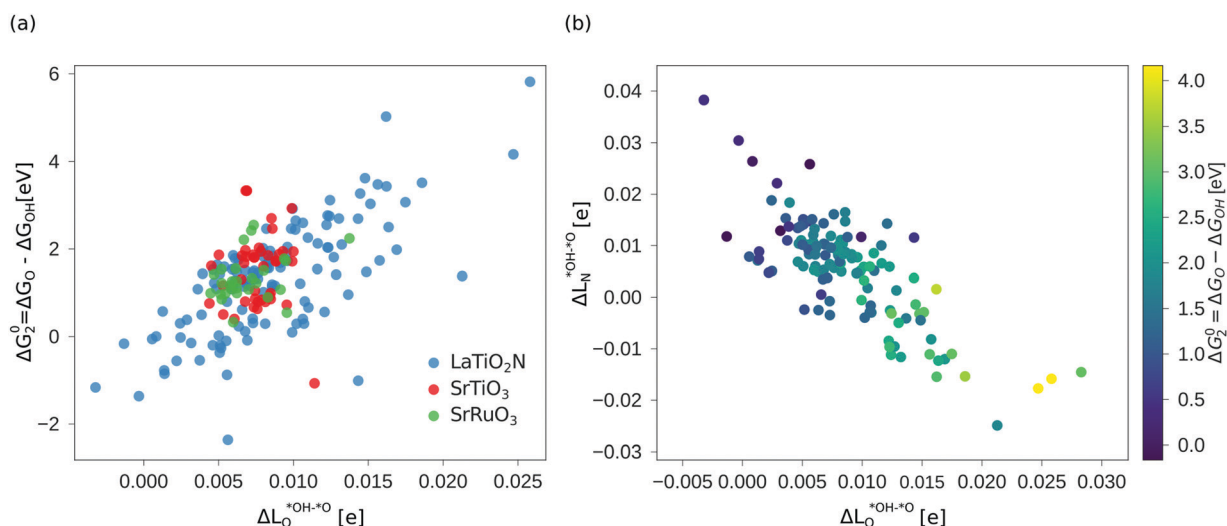 (a)
6
4
2
0
−2
ΔG₂⁰=ΔG_O - ΔG_OH[eV]
LaTiO₂N
SrTiO₃
SrRuO₃
0.000 0.005 0.010 0.015 0.020 0.025
ΔL_O^*OH-*O [e]
(b)
0.04
0.03
0.02
0.01
0.00
−0.01
−0.02
−0.03
ΔL_N^*OH-*O [e]
−0.005 0.000 0.005 0.010 0.015 0.020 0.025 0.030
ΔL_O^*OH-*O [e]
4.0
3.5
3.0
2.5
2.0
1.5
1.0
0.5
0.0
ΔG₂⁰ = ΔG_O − ΔG_OH [eV]